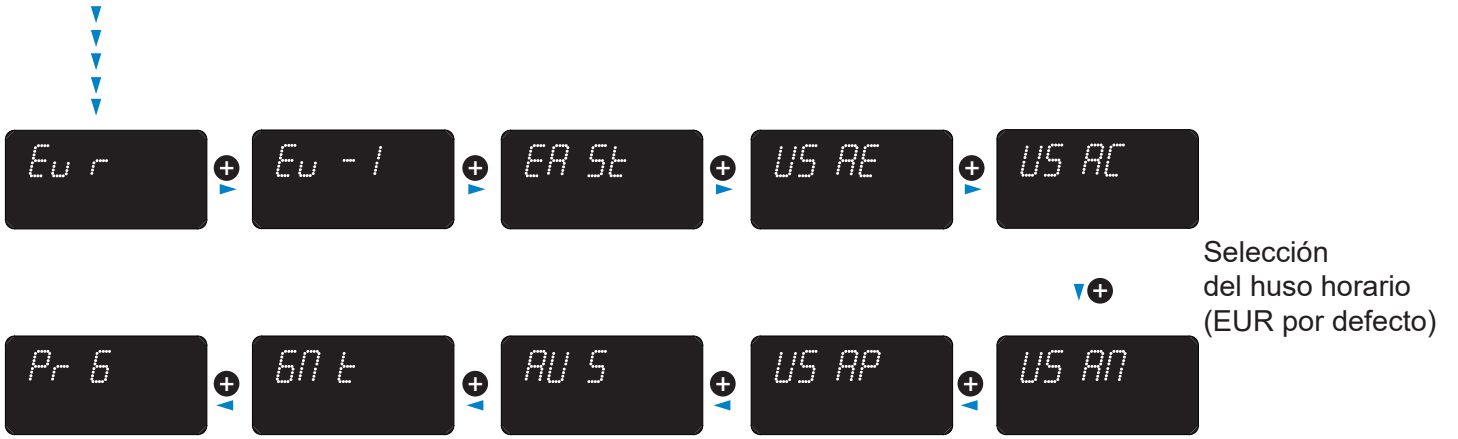 Eu r
Eu -1
EA St
US AE
US AC
Selección
del huso horario
(EUR por defecto)
Pr G
GM t
AU S
US AP
US AM